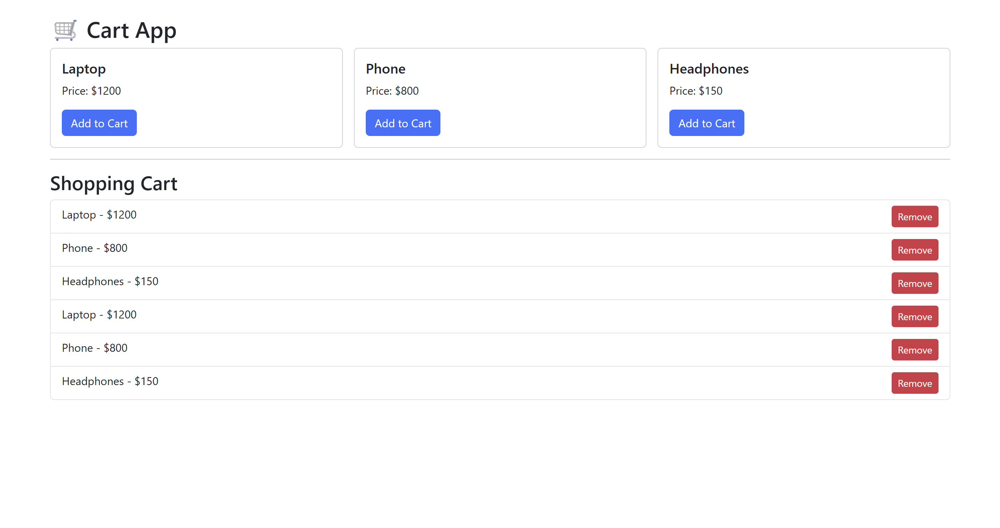 Cart App
Laptop
Price: $1200
Add to Cart
Phone
Price: $800
Add to Cart
Headphones
Price: $150
Add to Cart
Shopping Cart
Laptop - $1200 Remove
Phone - $800 Remove
Headphones - $150 Remove
Laptop - $1200 Remove
Phone - $800 Remove
Headphones - $150 Remove